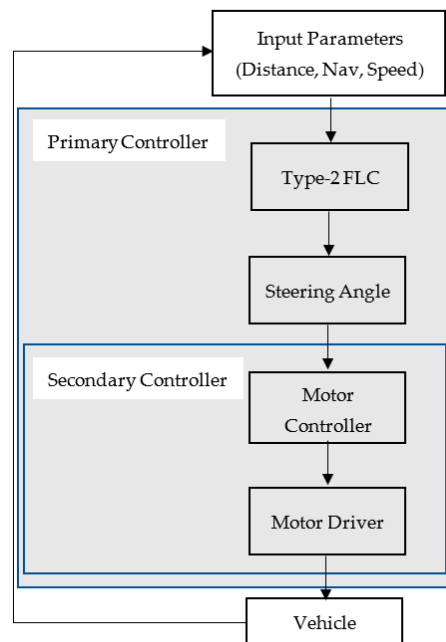 Input Parameters
(Distance, Nav, Speed)
Primary Controller
Type-2 FLC
Steering Angle
Secondary Controller
Motor
Controller
Motor Driver
Vehicle